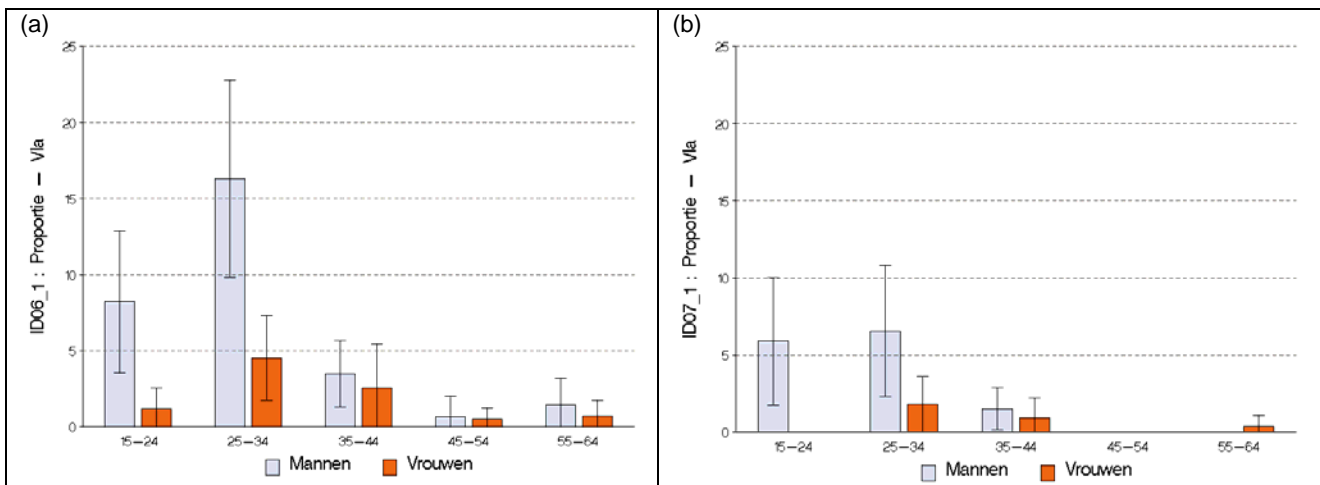 (a)
25
20
15
10
5
0
ID06_1 : Proportie – Vla
15–24 25–34 35–44 45–54 55–64
Mannen Vrouwen
(b)
25
20
15
10
5
0
ID07_1 : Proportie – Vla
15–24 25–34 35–44 45–54 55–64
Mannen Vrouwen